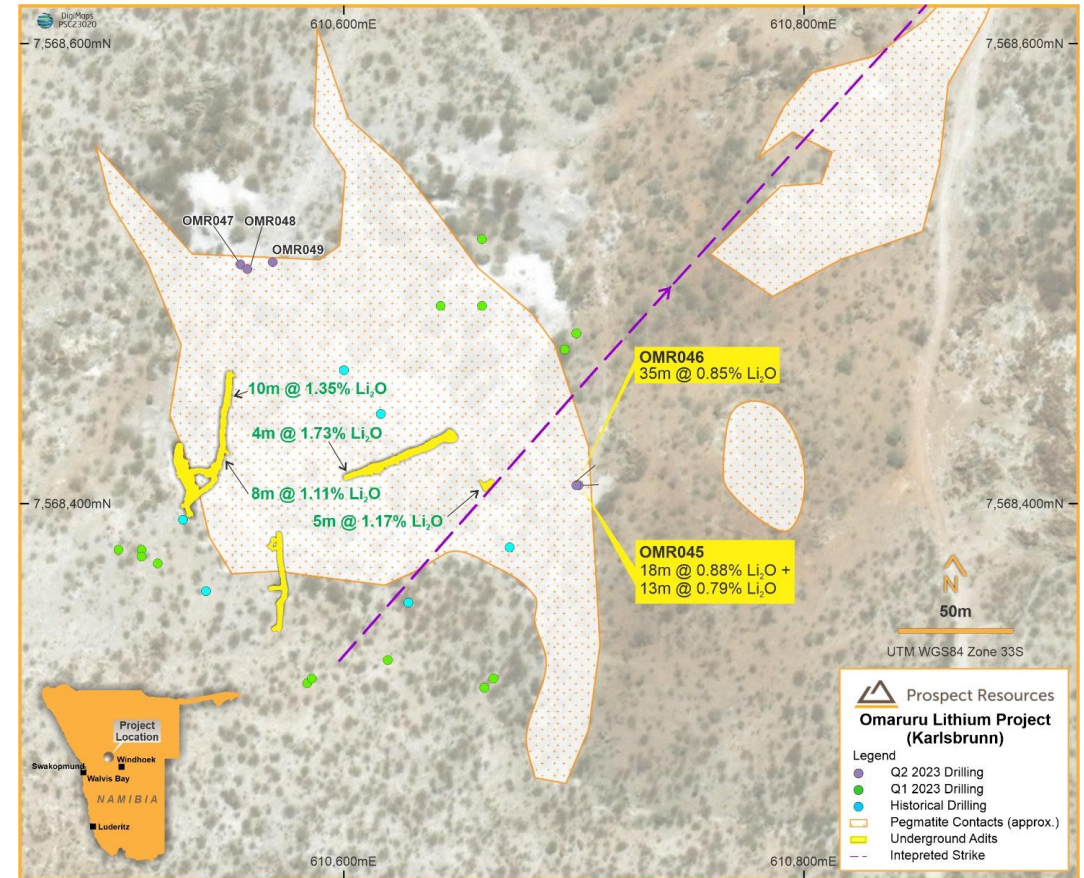 DigiMaps
PSC23020
610,600mE
610,800mE
7,568,600mN
7,568,600mN
OMR047
OMR048
OMR049
OMR046
35m @ 0.85% Li₂O
10m @ 1.35% Li₂O
4m @ 1.73% Li₂O
8m @ 1.11% Li₂O
5m @ 1.17% Li₂O
7,568,400mN
7,568,400mN
OMR045
18m @ 0.88% Li₂O +
13m @ 0.79% Li₂O
N
50m
UTM WGS84 Zone 33S
Project
Location
Windhoek
Swakopmund
Walvis Bay
NAMIBIA
Luderitz
Prospect Resources
Omaruru Lithium Project
(Karlsbrunn)
Legend
Q2 2023 Drilling
Q1 2023 Drilling
Historical Drilling
Pegmatite Contacts (approx.)
Underground Adits
Intepreted Strike
610,600mE
610,800mE